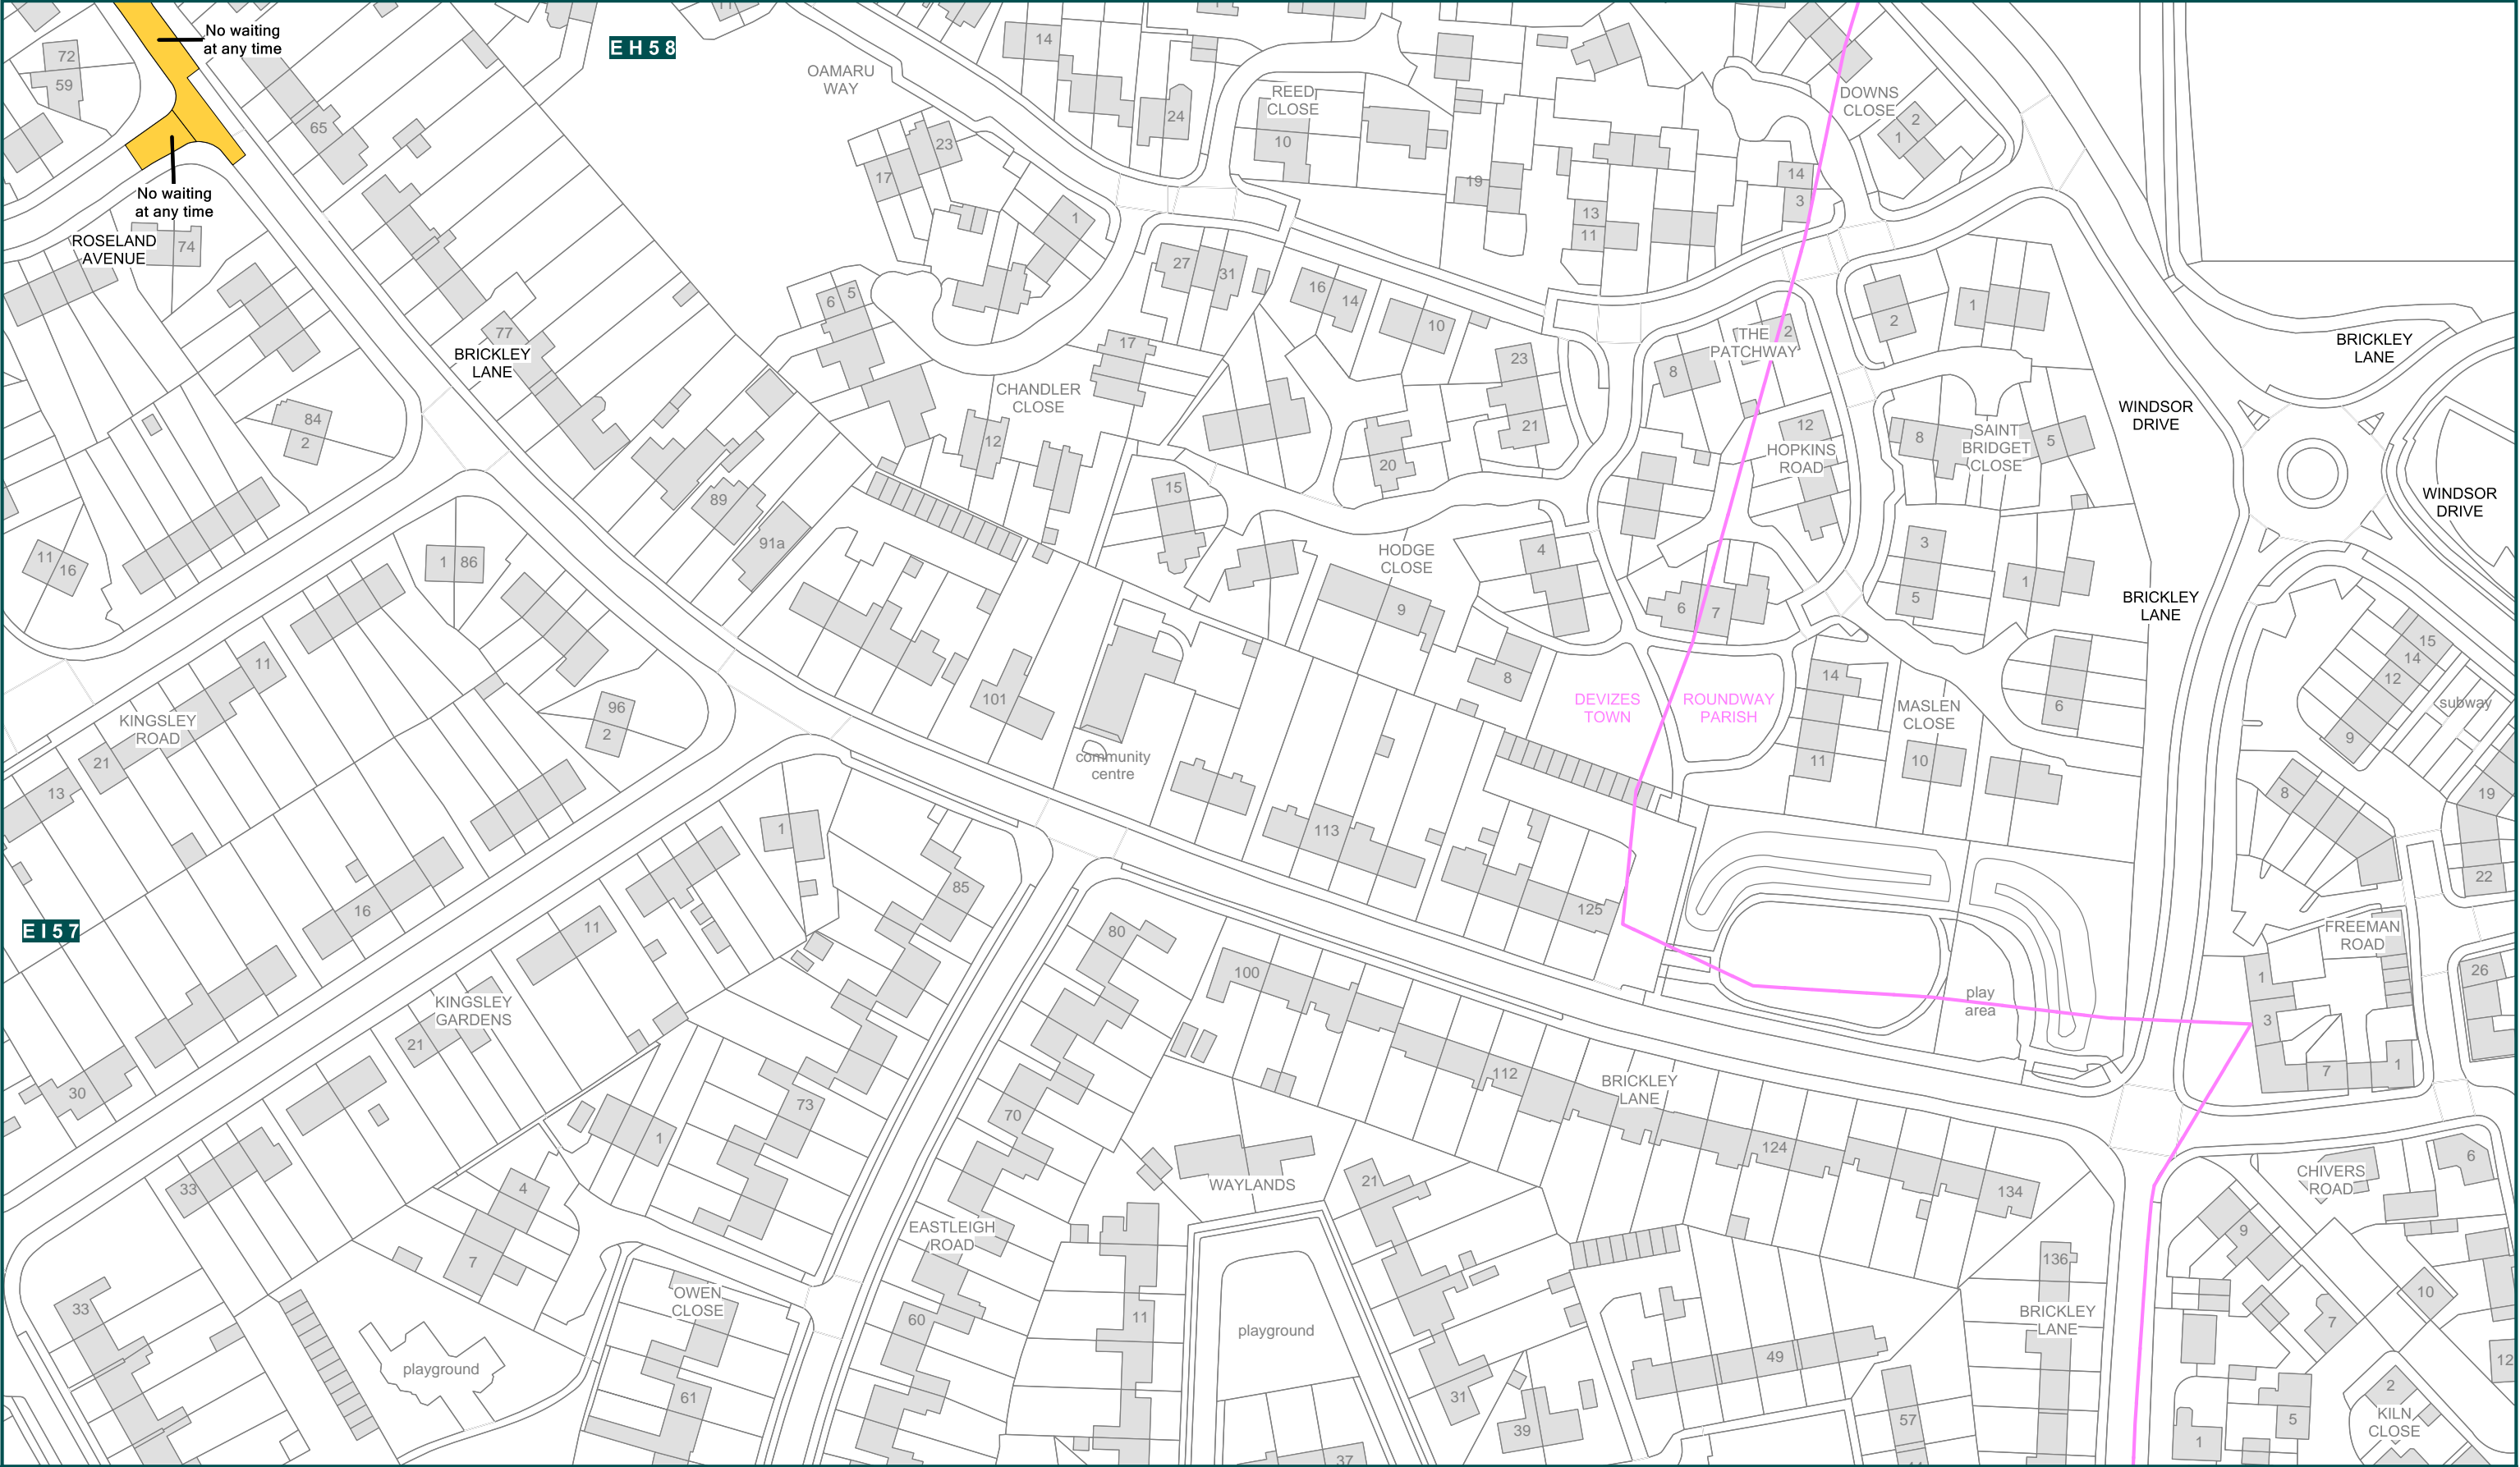 No waiting
at any time
EH58
72
59
65
No waiting
at any time
ROSELAND
AVENUE
74
OAMARU
WAY
14
24
23
17
1
REED
CLOSE
10
19
13
11
14
3
DOWNS
CLOSE
2
1
6
5
27
31
16
14
10
17
77
BRICKLEY
LANE
CHANDLER
CLOSE
12
84
2
89
91a
15
23
21
20
THE
PATCHWAY
2
8
12
HOPKINS
ROAD
2
1
8
SAINT
BRIDGET
CLOSE
5
WINDSOR
DRIVE
BRICKLEY
LANE
WINDSOR
DRIVE
11
16
1
86
HODGE
CLOSE
4
9
6
7
3
5
1
BRICKLEY
LANE
15
14
12
9
subway
11
KINGSLEY
ROAD
21
13
96
2
101
community
centre
8
DEVIZES
TOWN
ROUNDWAY
PARISH
14
11
MASLEN
CLOSE
10
6
8
19
22
1
16
113
125
85
EI57
11
80
100
FREEMAN
ROAD
26
1
3
7
1
play
area
KINGSLEY
GARDENS
21
30
73
1
70
112
BRICKLEY
LANE
124
134
33
4
7
WAYLANDS
21
CHIVERS
ROAD
6
9
EASTLEIGH
ROAD
33
OWEN
CLOSE
60
11
playground
136
BRICKLEY
LANE
10
7
12
playground
61
31
49
39
57
37
44
2
5
1
KILN
CLOSE